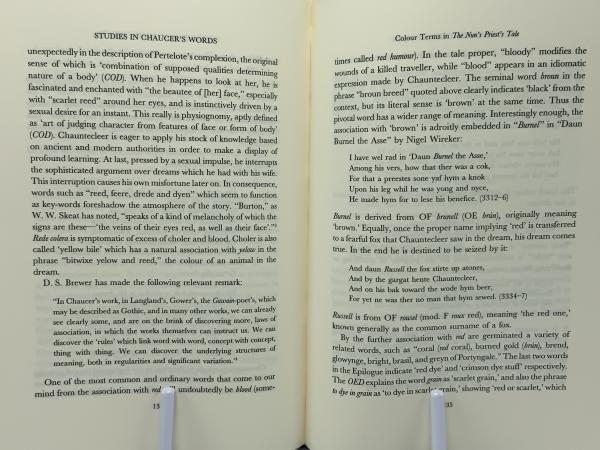 STUDIES IN CHAUCER'S WORDS
unexpectedly in the description of Pertelote's complexion, the original
sense of which is 'combination of supposed qualities determining
nature of a body' (COD). When he happens to look at her, he is
fascinated and enchanted with "the beautee of [her] face," especially
with "scarlet reed" around her eyes, and is instinctively driven by a
sexual desire for an instant. This really is physiognomy, aptly defined
as 'art of judging character from features of face or form of body'
(COD). Chauntecleer is eager to apply his stock of knowledge based
on ancient and modern authorities in order to make a display of
profound learning. At last, pressed by a sexual impulse, he interrupts
the sophisticated argument over dreams which he had with his wife.
This interruption causes his own misfortune later on. In consequence,
words such as "reed, feere, drede and dyen" which seem to function
as key-words foreshadow the atmosphere of the story. "Burton," as
W. W. Skeat has noted, "speaks of a kind of melancholy of which the
signs are these—'the veins of their eyes red, as well as their face'."³
Rede colera is symptomatic of excess of choler and blood. Choler is also
called 'yellow bile' which has a natural association with yelow in the
phrase "bitwixe yelow and reed," the colour of an animal in the
dream.
D. S. Brewer has made the following relevant remark:
"In Chaucer's work, in Langland's, Gower's, the Gawain-poet's, which
may be described as Gothic, and in many other works, we can already
see clearly some, and are on the brink of discovering more, laws of
association, in which the works themselves can instruct us. We can
discover the 'rules' which link word with word, concept with concept,
thing with thing. We can discover the underlying structures of
meaning, both in regularities and significant variation."⁴
One of the most common and ordinary words that come to our
mind from the association with red undoubtedly be blood (some-
Colour Terms in The Nun's Priest's Tale
times called red humour). In the tale proper, "bloody" modifies the
wounds of a killed traveller, while "blood" appears in an idiomatic
expression made by Chauntecleer. The seminal word broun in the
phrase "broun breed" quoted above clearly indicates 'black' from the
context, but its literal sense is 'brown' at the same time. Thus the
pivotal word has a wider range of meaning. Interestingly enough, the
association with 'brown' is adroitly embedded in "Burnel" in "Daun
Burnel the Asse" by Nigel Wireker:
I have wel rad in 'Daun Burnel the Asse,'
Among his vers, how that ther was a cok,
For that a preestes sone yaf hym a knok
Upon his leg whil he was yong and nyce,
He made hym for to lese his benefice. (3312-6)
Burnel is derived from OF brunell (OE brún), originally meaning
'brown.' Equally, once the proper name implying 'red' is transferred
to a fearful fox that Chauntecleer saw in the dream, his dream comes
true. In the end he is destined to be seized by it:
And daun Russell the fox stirte up atones,
And by the gargat hente Chauntecleer,
And on his bak toward the wode hym beer,
For yet ne was ther no man that hym sewed. (3334-7)
Russell is from OF roussel (mod. F roux red), meaning 'the red one,'
known generally as the common surname of a fox.
By the further association with red are germinated a variety of
related words, such as "coral (red coral), burned gold (brün), brend,
glowynge, bright, brasil, and greyn of Portyngale." The last two words
in the Epilogue indicate 'red dye' and 'crimson dye stuff' respectively.
The OED explains the word grain as 'scarlet grain,' and also the phrase
to dye in grain as 'to dye in scarlet grain,' showing 'red or scarlet,' which